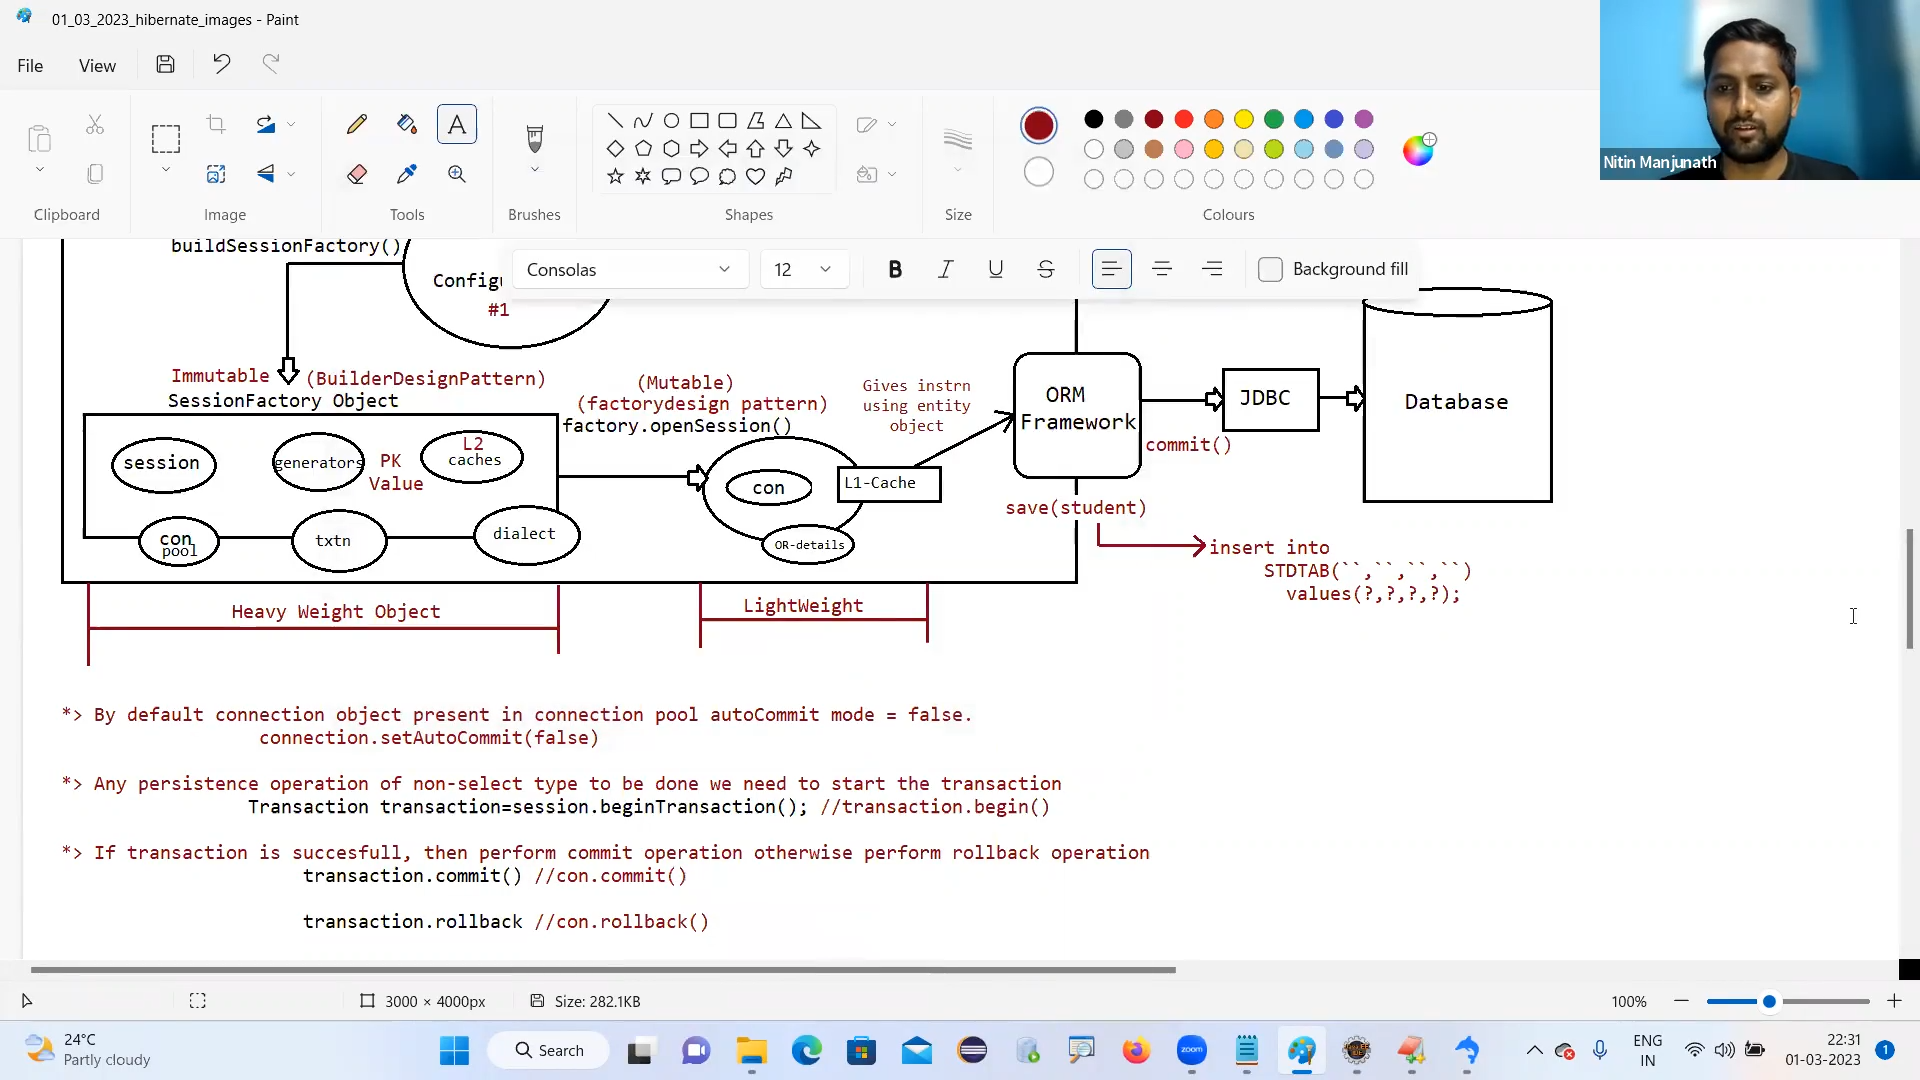 01_03_2023_hibernate_images - Paint
File View
Clipboard Image Tools Brushes Shapes Size Colours
Nitin Manjunath
Consolas 12 B I U S Background fill
buildSessionFactory()
Config
#1
Immutable (BuilderDesignPattern)
SessionFactory Object
(Mutable)
(factorydesign pattern)
factory.openSession()
Gives instrn
using entity
object
ORM
Framework
JDBC
Database
commit()
session
generators
PK
Value
L2
caches
con
pool
txtn
dialect
con
L1-Cache
OR-details
save(student)
insert into
STDTAB(``,``,``,``)
values(?,?,?,?);
Heavy Weight Object
LightWeight
*> By default connection object present in connection pool autoCommit mode = false.
connection.setAutoCommit(false)
*> Any persistence operation of non-select type to be done we need to start the transaction
Transaction transaction=session.beginTransaction(); //transaction.begin()
*> If transaction is succesfull, then perform commit operation otherwise perform rollback operation
transaction.commit() //con.commit()
transaction.rollback //con.rollback()
3000 × 4000px Size: 282.1KB 100%
24°C
Partly cloudy
Search
zoom
ENG
IN
22:31
01-03-2023
1